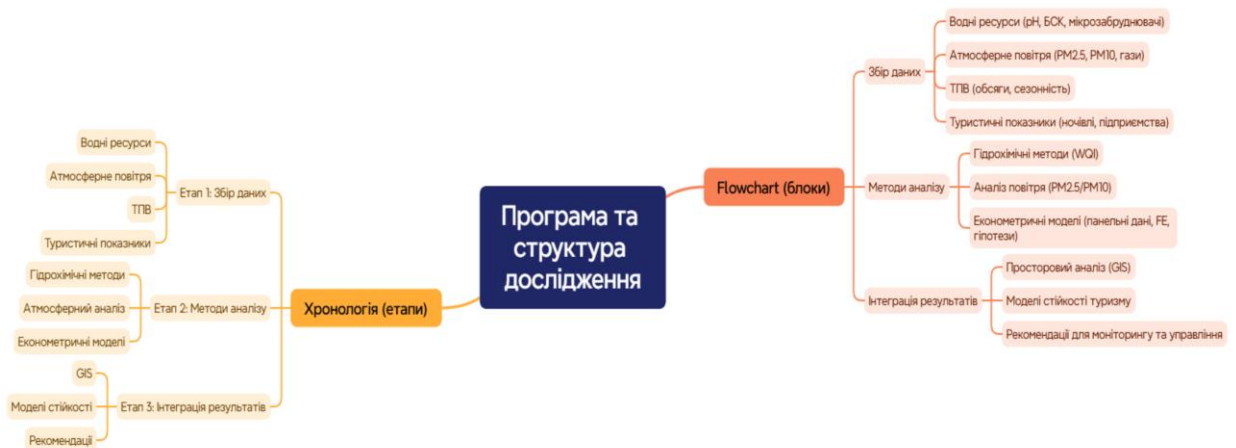 Програма та
структура
дослідження
Flowchart (блоки)
Збір даних
Водні ресурси (pH, БСК, мікрозабруднювачі)
Атмосферне повітря (PM2.5, PM10, гази)
ТПВ (обсяги, сезонність)
Туристичні показники (ночівлі, підприємства)
Методи аналізу
Гідрохімічні методи (WQI)
Аналіз повітря (PM2.5/PM10)
Економетричні моделі (панельні дані, FE,
гіпотези)
Інтеграція результатів
Просторовий аналіз (GIS)
Моделі стійкості туризму
Рекомендації для моніторингу та управління
Хронологія (етапи)
Етап 1: Збір даних
Водні ресурси
Атмосферне повітря
ТПВ
Туристичні показники
Етап 2: Методи аналізу
Гідрохімічні методи
Атмосферний аналіз
Економетричні моделі
Етап 3: Інтеграція результатів
GIS
Моделі стійкості
Рекомендації